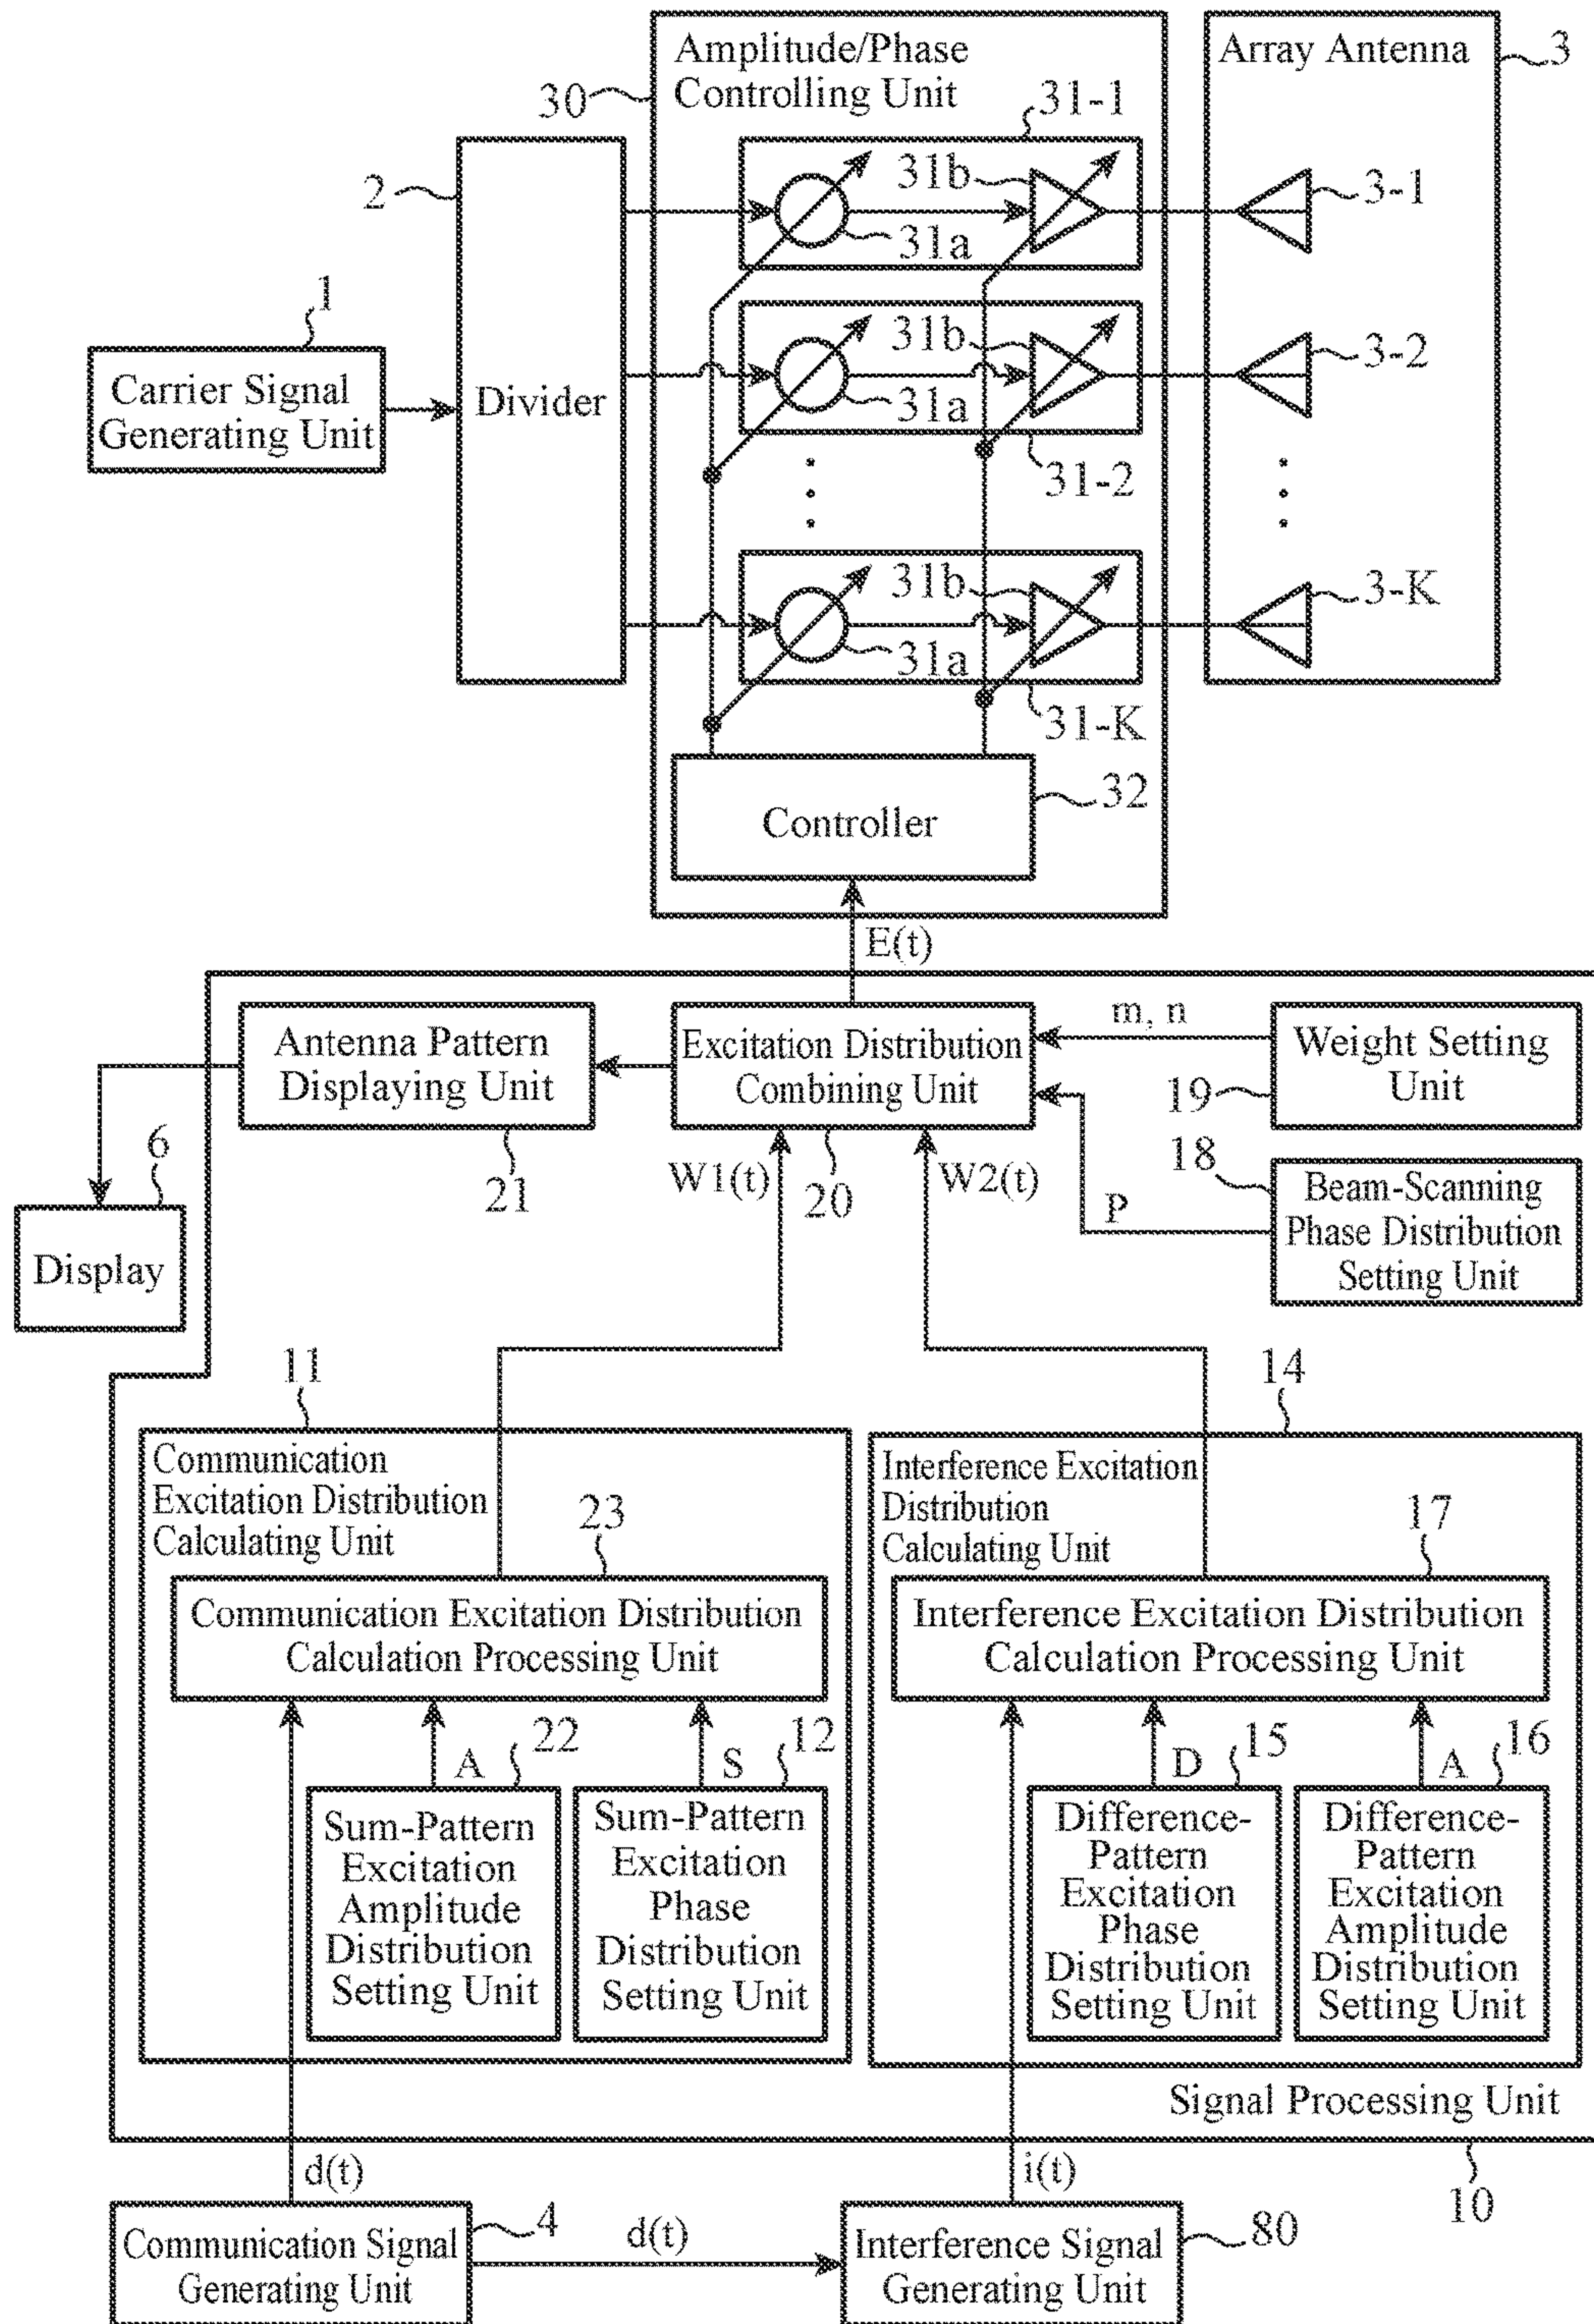 Amplitude/Phase
Controlling Unit
30
31-1
Array Antenna
3
2
31b
31a
3-1
1
Carrier Signal
Generating Unit
Divider
31b
31a
3-2
31-2
31b
31a
3-K
31-K
Controller
32
E(t)
Antenna Pattern
Displaying Unit
21
Excitation Distribution
Combining Unit
20
m, n
Weight Setting
Unit
19
18
Beam-Scanning
Phase Distribution
Setting Unit
P
6
Display
W1(t)
W2(t)
11
Communication
Excitation Distribution
Calculating Unit
23
Communication Excitation Distribution
Calculation Processing Unit
A
22
S
12
Sum-Pattern
Excitation
Amplitude
Distribution
Setting Unit
Sum-Pattern
Excitation
Phase
Distribution
Setting Unit
14
Interference Excitation
Distribution
Calculating Unit
17
Interference Excitation Distribution
Calculation Processing Unit
D
15
A
16
Difference-
Pattern
Excitation
Phase
Distribution
Setting Unit
Difference-
Pattern
Excitation
Amplitude
Distribution
Setting Unit
Signal Processing Unit
10
d(t)
i(t)
Communication Signal
Generating Unit
4
d(t)
Interference Signal
Generating Unit
80